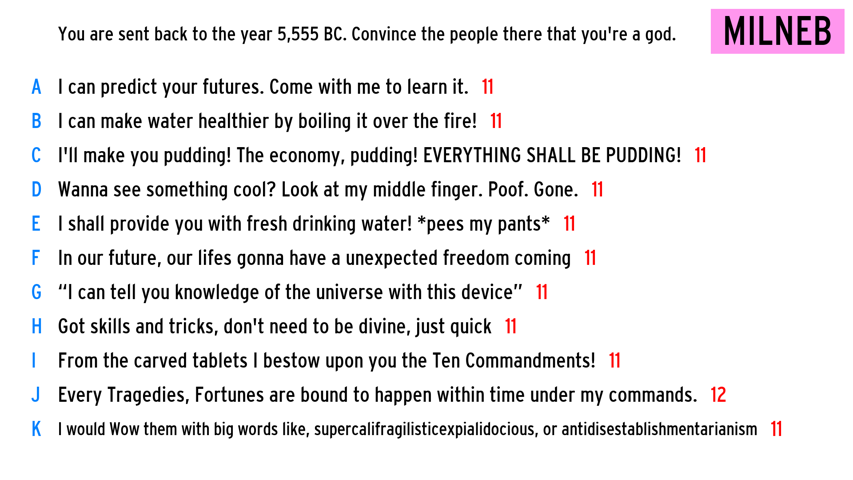 You are sent back to the year 5,555 BC. Convince the people there that you're a god.
MILNEB
A I can predict your futures. Come with me to learn it. 11
B I can make water healthier by boiling it over the fire! 11
C I'll make you pudding! The economy, pudding! EVERYTHING SHALL BE PUDDING! 11
D Wanna see something cool? Look at my middle finger. Poof. Gone. 11
E I shall provide you with fresh drinking water! *pees my pants* 11
F In our future, our lifes gonna have a unexpected freedom coming 11
G “I can tell you knowledge of the universe with this device” 11
H Got skills and tricks, don't need to be divine, just quick 11
I From the carved tablets I bestow upon you the Ten Commandments! 11
J Every Tragedies, Fortunes are bound to happen within time under my commands. 12
K I would Wow them with big words like, supercalifragilisticexpialidocious, or antidisestablishmentarianism 11